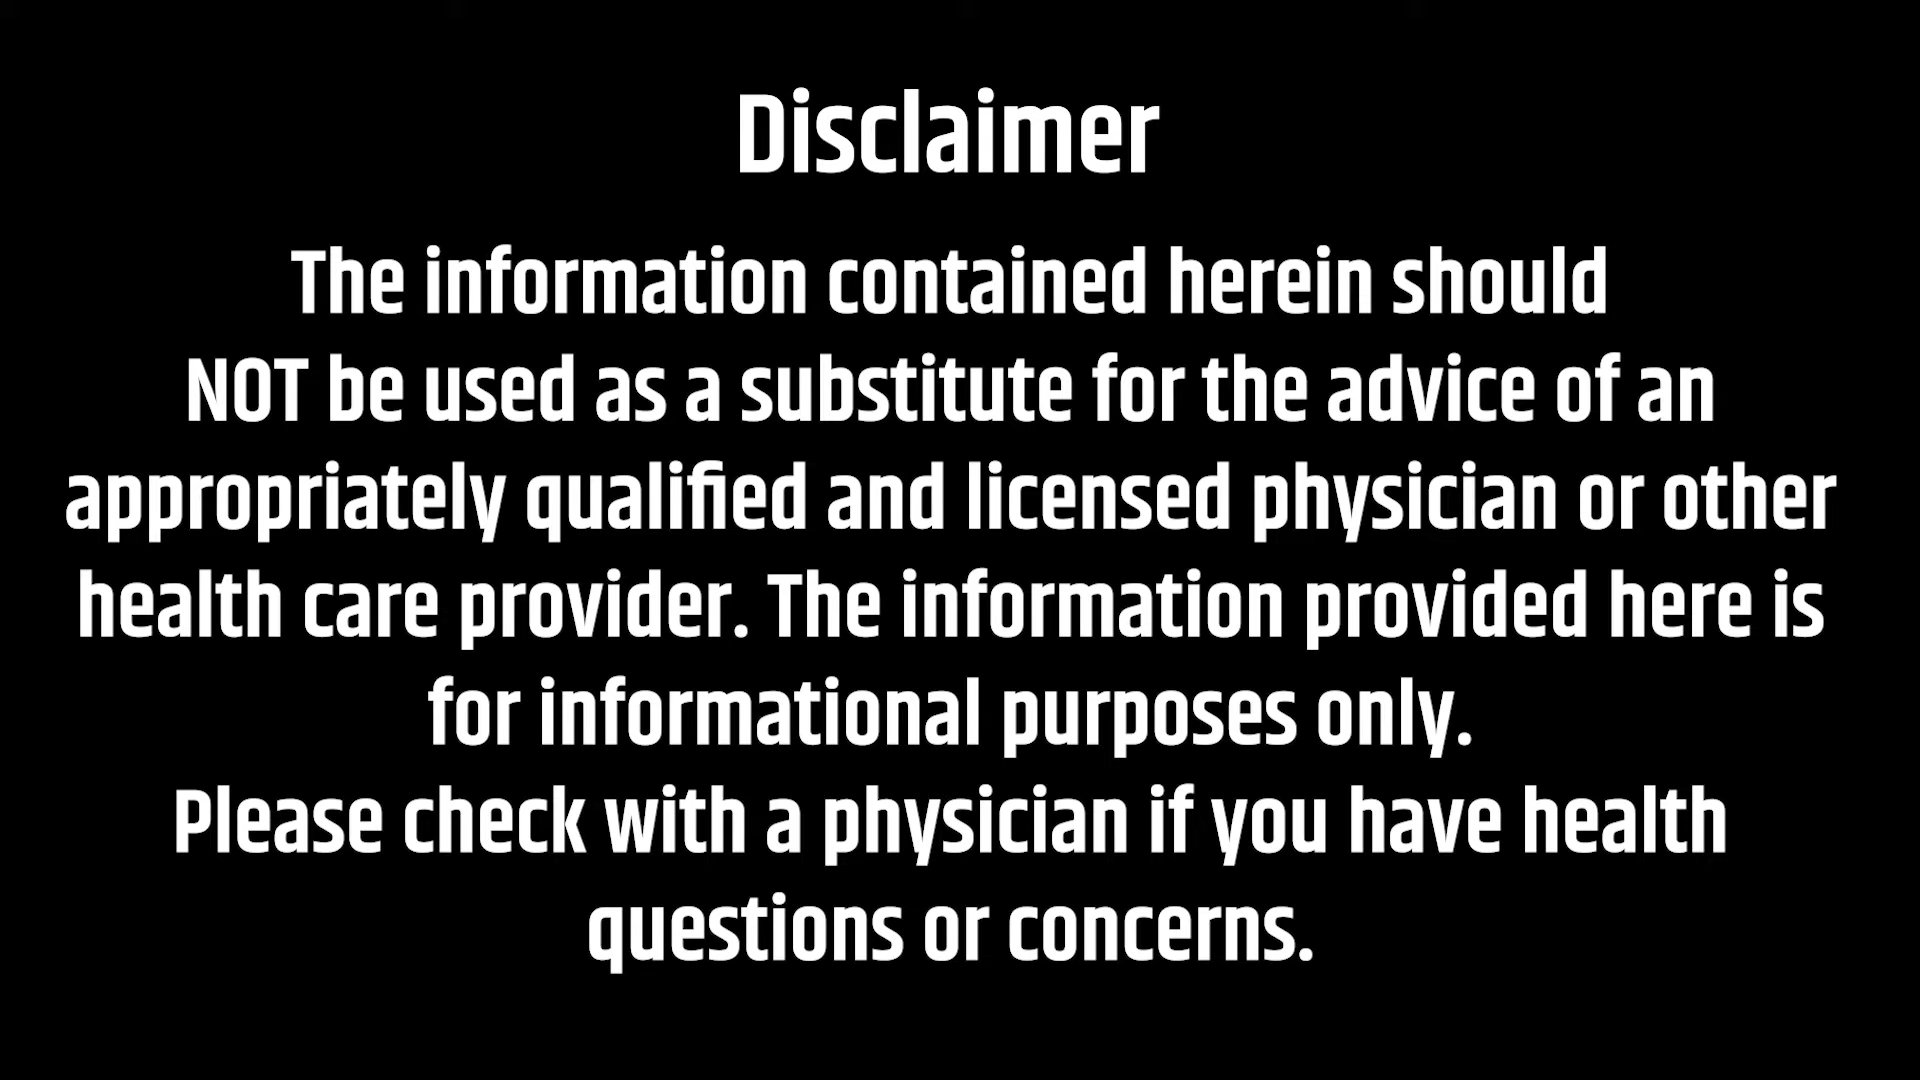 Disclaimer
The information contained herein should
NOT be used as a substitute for the advice of an
appropriately qualified and licensed physician or other
health care provider. The information provided here is
for informational purposes only.
Please check with a physician if you have health
questions or concerns.